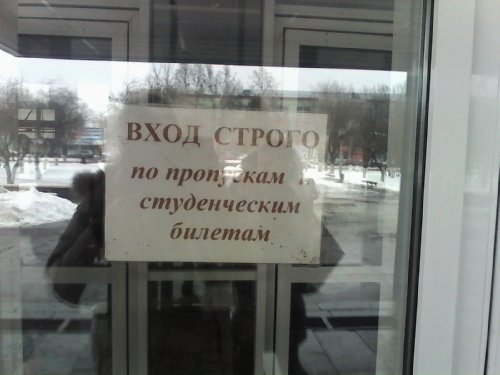 ВХОД СТРОГО
по пропускам и
студенческим
билетам